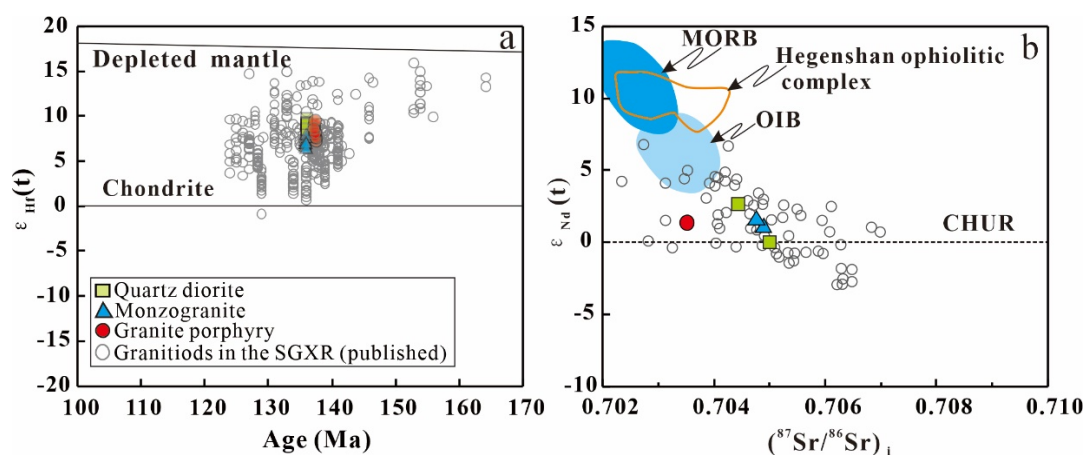 a
20
15
10
5
0
-5
-10
-15
-20
ε Hf(t)
Depleted mantle
Chondrite
Quartz diorite
Monzogranite
Granite porphyry
Granitiods in the SGXR (published)
100 110 120 130 140 150 160 170
Age (Ma)
b
15
10
5
0
-5
-10
ε Nd (t)
MORB
Hegenshan ophiolitic
complex
OIB
CHUR
0.702 0.704 0.706 0.708 0.710
(⁸⁷Sr/⁸⁶Sr) i